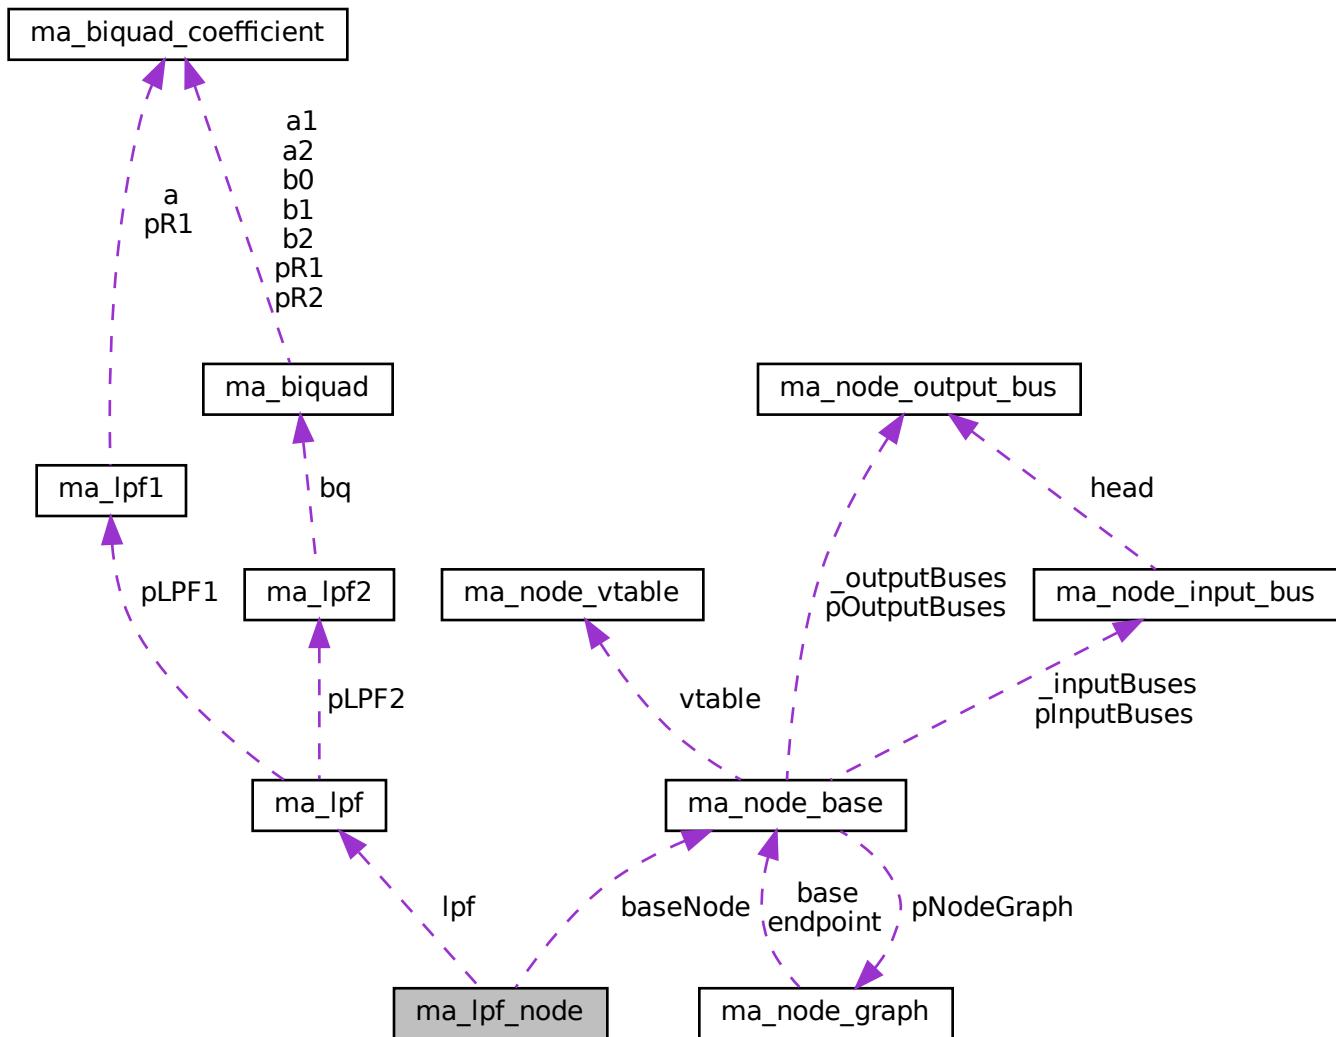 ma_biquad_coefficient
a1
a2
b0
b1
b2
pR1
pR2
a
pR1
ma_biquad
ma_node_output_bus
ma_lpf1
bq
head
ma_lpf2
ma_node_vtable
_outputBuses
pOutputBuses
ma_node_input_bus
pLPF1
pLPF2
vtable
_inputBuses
pInputBuses
ma_lpf
ma_node_base
lpf
baseNode
base
endpoint
pNodeGraph
ma_lpf_node
ma_node_graph